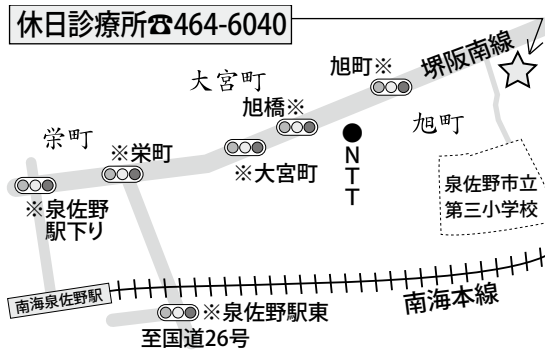 休日診療所☎464-6040
堺阪南線
旭町※
大宮町
旭橋※
旭町
栄町
※栄町
※大宮町
NTT
泉佐野市立
第三小学校
※泉佐野
駅下り
南海泉佐野駅
南海本線
※泉佐野駅東
至国道26号